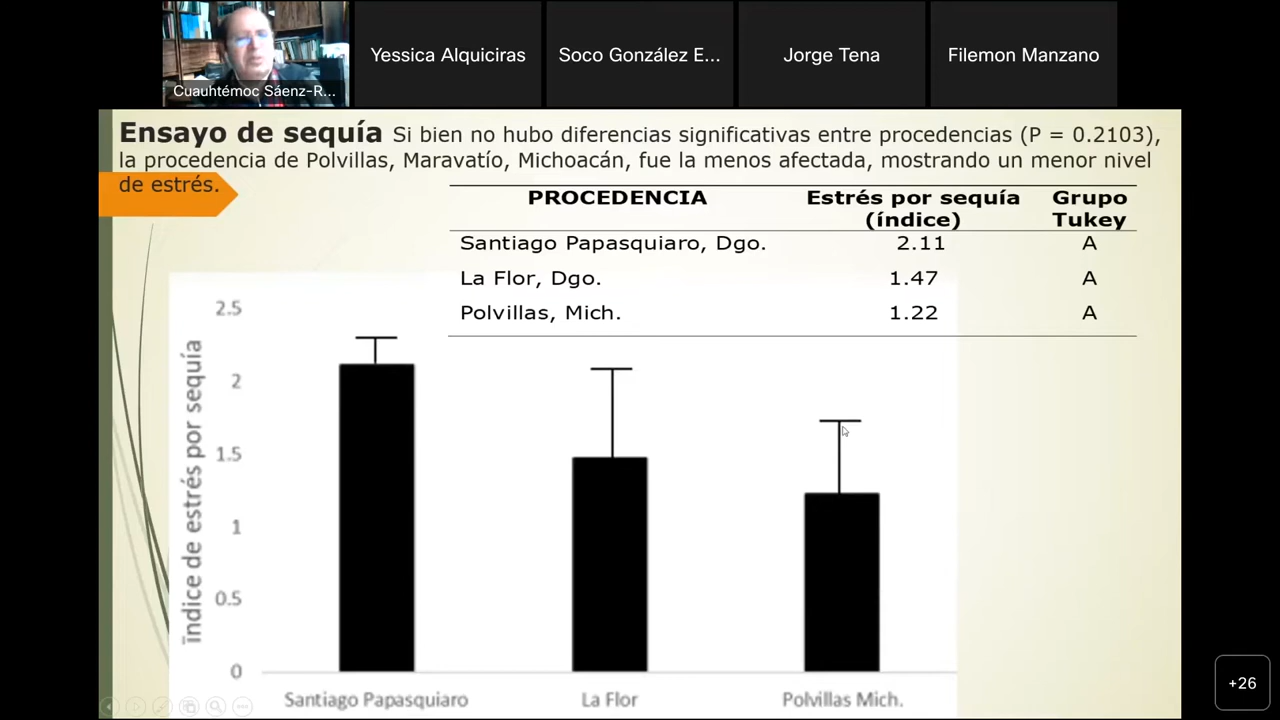 Cuauhtémoc Sáenz-R...
Yessica Alquiciras
Soco González E...
Jorge Tena
Filemon Manzano
Ensayo de sequía Si bien no hubo diferencias significativas entre procedencias (P = 0.2103),
la procedencia de Polvillas, Maravatío, Michoacán, fue la menos afectada, mostrando un menor nivel
de estrés.
PROCEDENCIA Estrés por sequía Grupo
(índice) Tukey
Santiago Papasquiaro, Dgo. 2.11 A
La Flor, Dgo. 1.47 A
Polvillas, Mich. 1.22 A
Índice de estrés por sequía
2.5
2
1.5
1
0.5
0
Santiago Papasquiaro La Flor Polvillas Mich.
+26